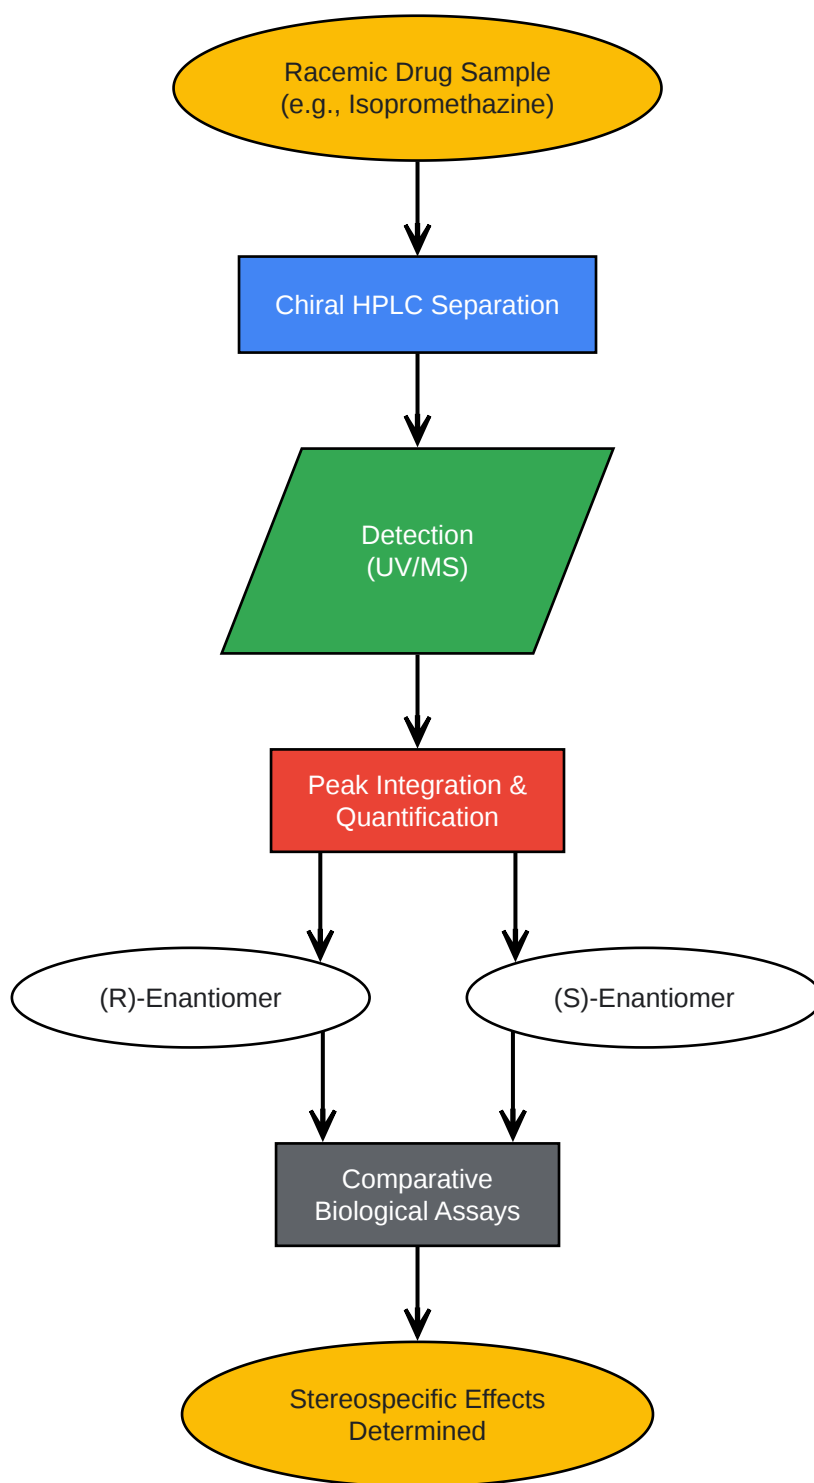 Racemic Drug Sample
(e.g., Isopromethazine)
Chiral HPLC Separation
Detection
(UV/MS)
Peak Integration &
Quantification
(R)-Enantiomer
(S)-Enantiomer
Comparative
Biological Assays
Stereospecific Effects
Determined